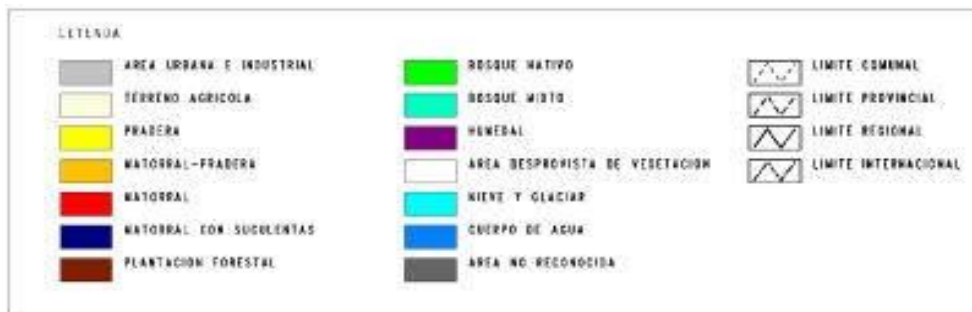 LEYENDA
AREA URBANA E INDUSTRIAL
TERRENO AGRICOLA
PRADERA
MATORRAL-PRADERA
MATORRAL
MATORRAL CON SUCULENTAS
PLANTACION FORESTAL
BOSQUE NATIVO
BOSQUE MIXTO
HUMEDAL
AREA DESPROVISTA DE VEGETACION
NIEVE Y GLACIAR
CUERPO DE AGUA
AREA NO RECONOCIDA
LIMITE COMUNAL
LIMITE PROVINCIAL
LIMITE REGIONAL
LIMITE INTERNACIONAL